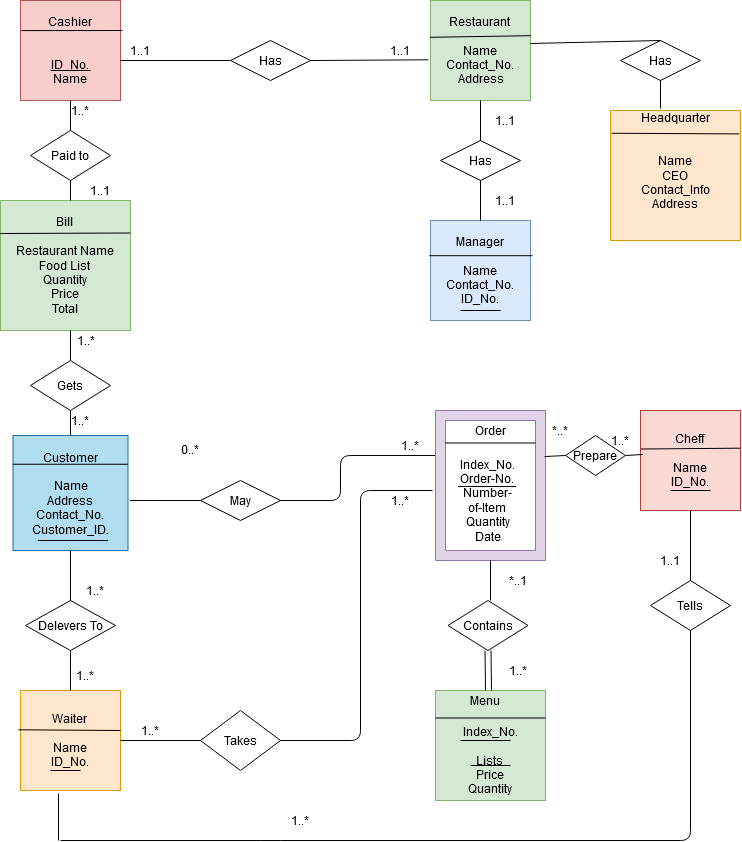 Cashier
ID_No.
Name
1..1
Has
1..1
Restaurant
Name
Contact_No.
Address
Has
Headquarter
Name
CEO
Contact_Info
Address
1..*
Paid to
1..1
1..1
Has
1..1
Bill
Restaurant Name
Food List
Quantity
Price
Total
Manager
Name
Contact_No.
ID_No.
1..*
Gets
1..*
Customer
Name
Address
Contact_No.
Customer_ID.
0..*
May
1..*
1..*
Order
Index_No.
Order-No.
Number-
of-Item
Quantity
Date
*..*
Prepare
1..*
Cheff
Name
ID_No.
1..*
Delevers To
1..*
*..1
Contains
1..*
1..1
Tells
Waiter
Name
ID_No.
1..*
Takes
Menu
Index_No.
Lists
Price
Quantity
1..*